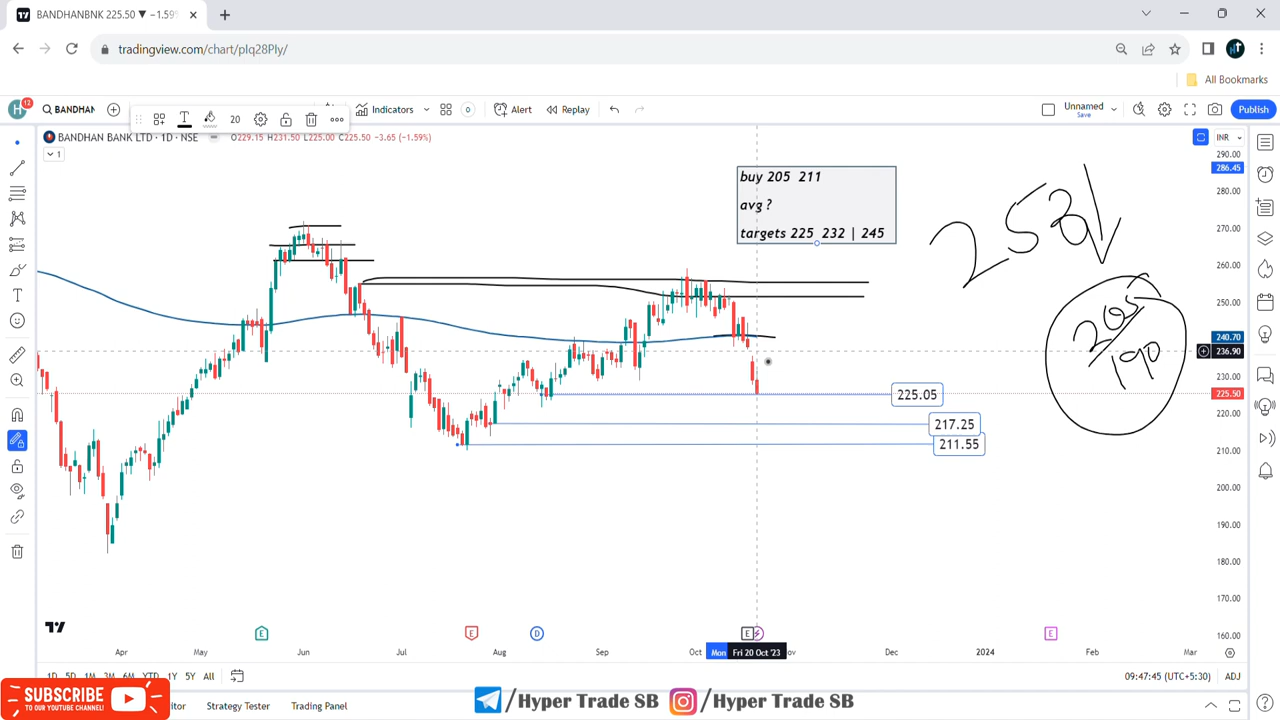 BANDHANBNK 225.50 ▼ −1.59
tradingview.com/chart/plq28Ply/
All Bookmarks
H 12 BANDHAN T 20 Indicators Alert Replay Unnamed Save Publish
BANDHAN BANK LTD · 1D · NSE O229.15 H231.50 L225.00 C225.50 −3.65 (−1.59%) INR
1
290.00
286.45
280.00
270.00
260.00
250.00
240.70
236.90
230.00
225.50
220.00
210.00
200.00
190.00
180.00
170.00
160.00
buy 205 211
avg ?
targets 225 232 | 245
205/190
225.05
217.25
211.55
E E D E E
Apr May Jun Jul Aug Sep Oct Mon Fri 20 Oct '23 ov Dec 2024 Feb Mar
1D 5D 1M 3M 6M YTD 1Y 5Y All 09:47:45 (UTC+5:30) ADJ
itor Strategy Tester Trading Panel
SUBSCRIBE
TO OUR YOUTUBE CHANNEL!
/Hyper Trade SB /Hyper Trade SB